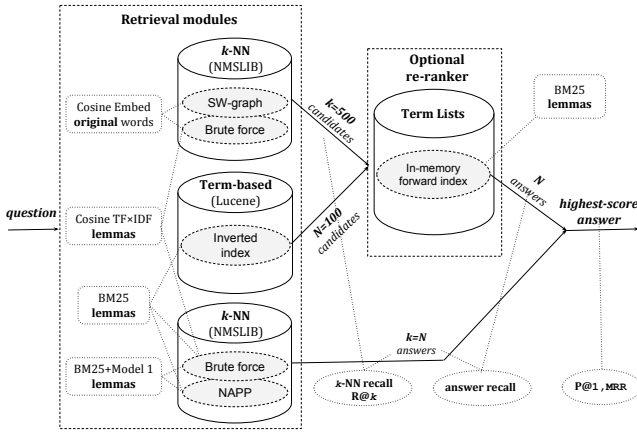 Retrieval modules
k-NN
(NMSLIB)
SW-graph
Brute force
Cosine Embed
original words
Term-based
(Lucene)
Inverted
index
question
Cosine TF×IDF
lemmas
BM25
lemmas
k-NN
(NMSLIB)
Brute force
NAPP
BM25+Model 1
lemmas
k=500
candidates
N=100
candidates
Optional
re-ranker
Term Lists
In-memory
forward index
BM25
lemmas
N
answers
highest-score
answer
k=N
answers
k-NN recall
R@k
answer recall
P@1,MRR